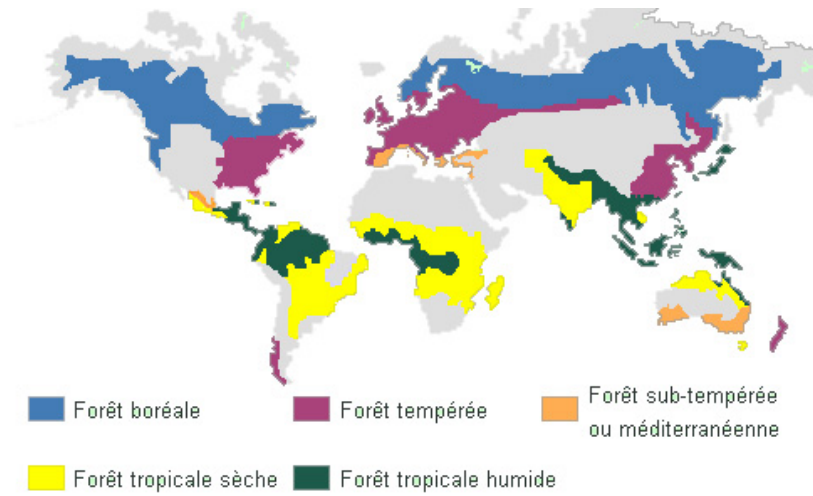 Forêt boréale
Forêt tempérée
Forêt sub-tempérée
ou méditerranéenne
Forêt tropicale sèche
Forêt tropicale humide